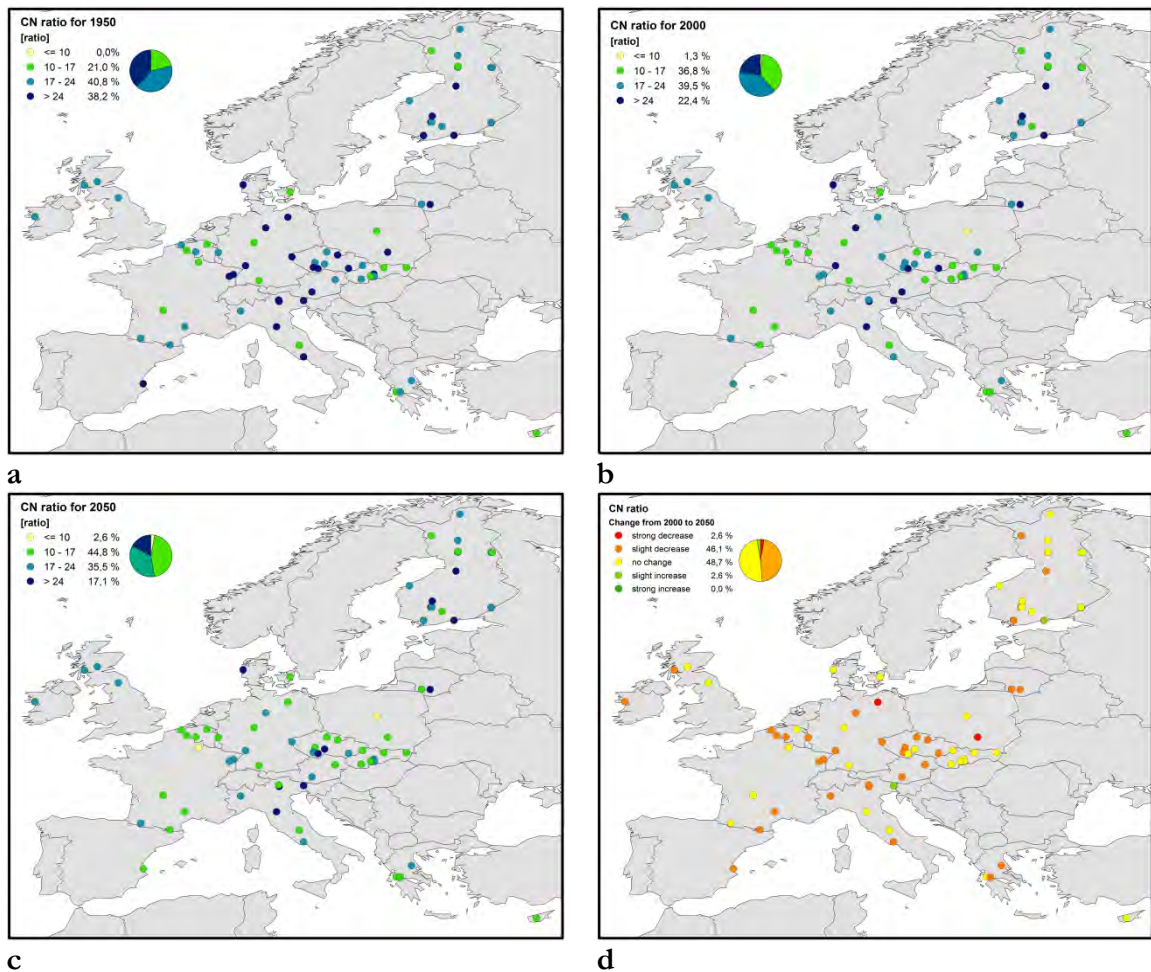 CN ratio for 1950
[ratio]
<= 10 0,0%
10 - 17 21,0 %
17 - 24 40,8 %
> 24 38,2 %
a
CN ratio for 2000
[ratio]
<= 10 1,3 %
10 - 17 36,8 %
17 - 24 39,5 %
> 24 22,4 %
b
CN ratio for 2050
[ratio]
<= 10 2,6 %
10 - 17 44,8 %
17 - 24 35,5 %
> 24 17,1 %
c
CN ratio
Change from 2000 to 2050
strong decrease 2,6 %
slight decrease 46,1 %
no change 48,7 %
slight increase 2,6 %
strong increase 0,0 %
d